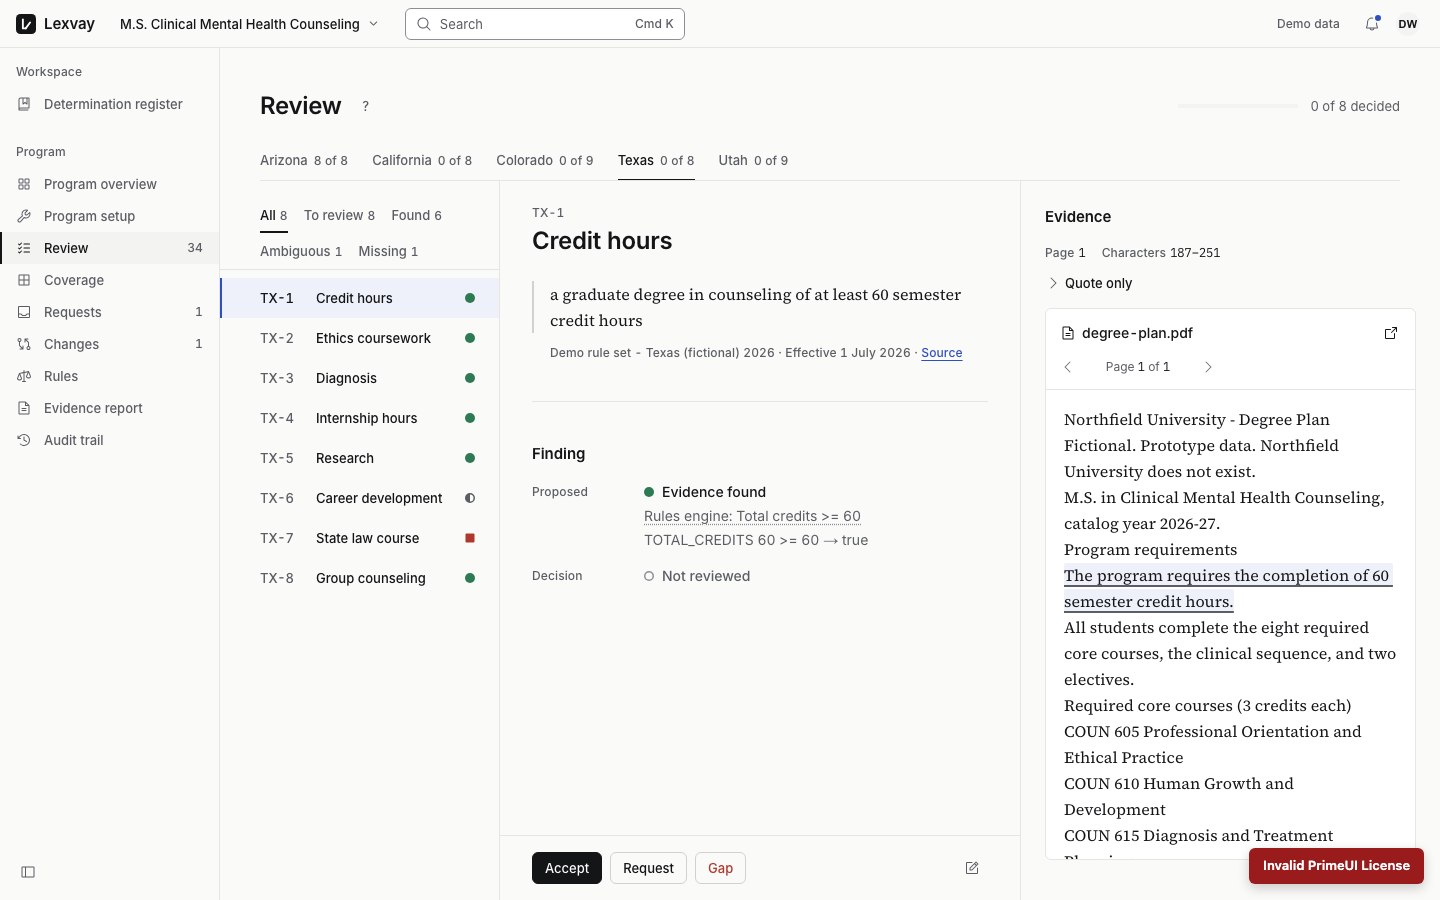 Lexvay
M.S. Clinical Mental Health Counseling
Search
Cmd K
Demo data
DW
Workspace
Determination register
Program
Program overview
Program setup
Review 34
Coverage
Requests 1
Changes 1
Rules
Evidence report
Audit trail
Review ?
0 of 8 decided
Arizona 8 of 8
California 0 of 8
Colorado 0 of 9
Texas 0 of 8
Utah 0 of 9
All 8
To review 8
Found 6
Ambiguous 1
Missing 1
TX-1 Credit hours
TX-2 Ethics coursework
TX-3 Diagnosis
TX-4 Internship hours
TX-5 Research
TX-6 Career development
TX-7 State law course
TX-8 Group counseling
TX-1
Credit hours
a graduate degree in counseling of at least 60 semester
credit hours
Demo rule set - Texas (fictional) 2026 · Effective 1 July 2026 · Source
Finding
Proposed
Evidence found
Rules engine: Total credits >= 60
TOTAL_CREDITS 60 >= 60 → true
Decision
Not reviewed
Accept
Request
Gap
Evidence
Page 1 Characters 187–251
Quote only
degree-plan.pdf
Page 1 of 1
Northfield University - Degree Plan
Fictional. Prototype data. Northfield
University does not exist.
M.S. in Clinical Mental Health Counseling,
catalog year 2026-27.
Program requirements
The program requires the completion of 60
semester credit hours.
All students complete the eight required
core courses, the clinical sequence, and two
electives.
Required core courses (3 credits each)
COUN 605 Professional Orientation and
Ethical Practice
COUN 610 Human Growth and
Development
COUN 615 Diagnosis and Treatment
Invalid PrimeUI License